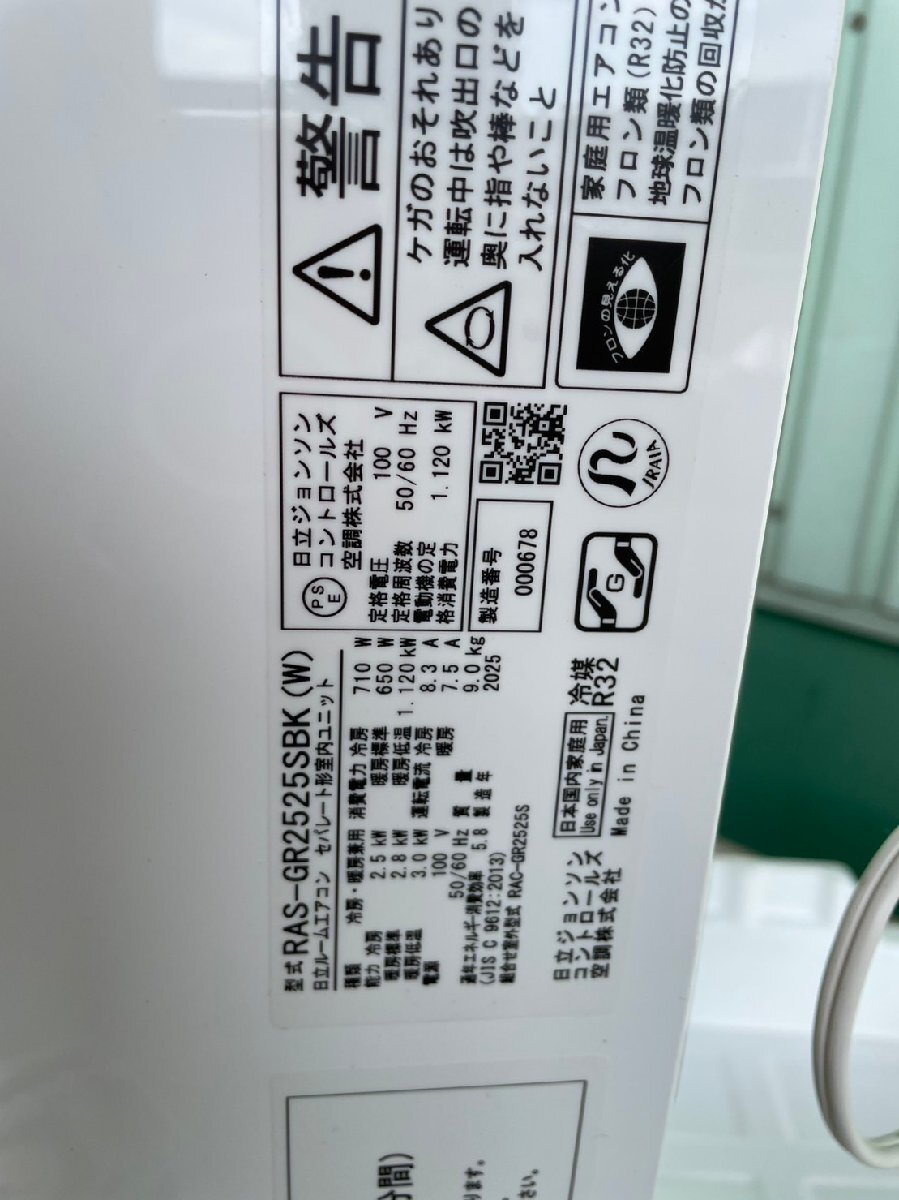 型式 RAS-GR2525SBK(W)
日立ルームエアコン セパレート形室内ユニット
種類 冷房・暖房兼用
能力 冷房 2.5 kW
暖房標準 2.8 kW
暖房低温 3.0 kW
電源 100 V
50/60 Hz
消費電力 冷房 710 W
暖房標準 650 W
暖房低温 1.120 kW
運転電流 冷房 8.3 A
暖房 7.5 A
質量 9.0 kg
通年エネルギー消費効率 5.8 製造年 2025
(JIS C 9612:2013)
組合せ室外型式 RAC-GR2525S
日立ジョンソン
コントロールズ
空調株式会社
日本国内家庭用
Use only in Japan.
冷媒
R32
Made in China
PSE
日立ジョンソン
コントロールズ
空調株式会社
定格電圧 100 V
定格周波数 50/60 Hz
電動機の定
格消費電力 1.120 kW
製造番号
000678
G
JRAIA
警告
ケガのおそれあり
運転中は吹出口の
奥に指や棒などを
入れないこと
フロンの見える化
家庭用エアコン
フロン類(R32)
地球温暖化防止の
フロン類の回収が
分間)
ります。
さい。